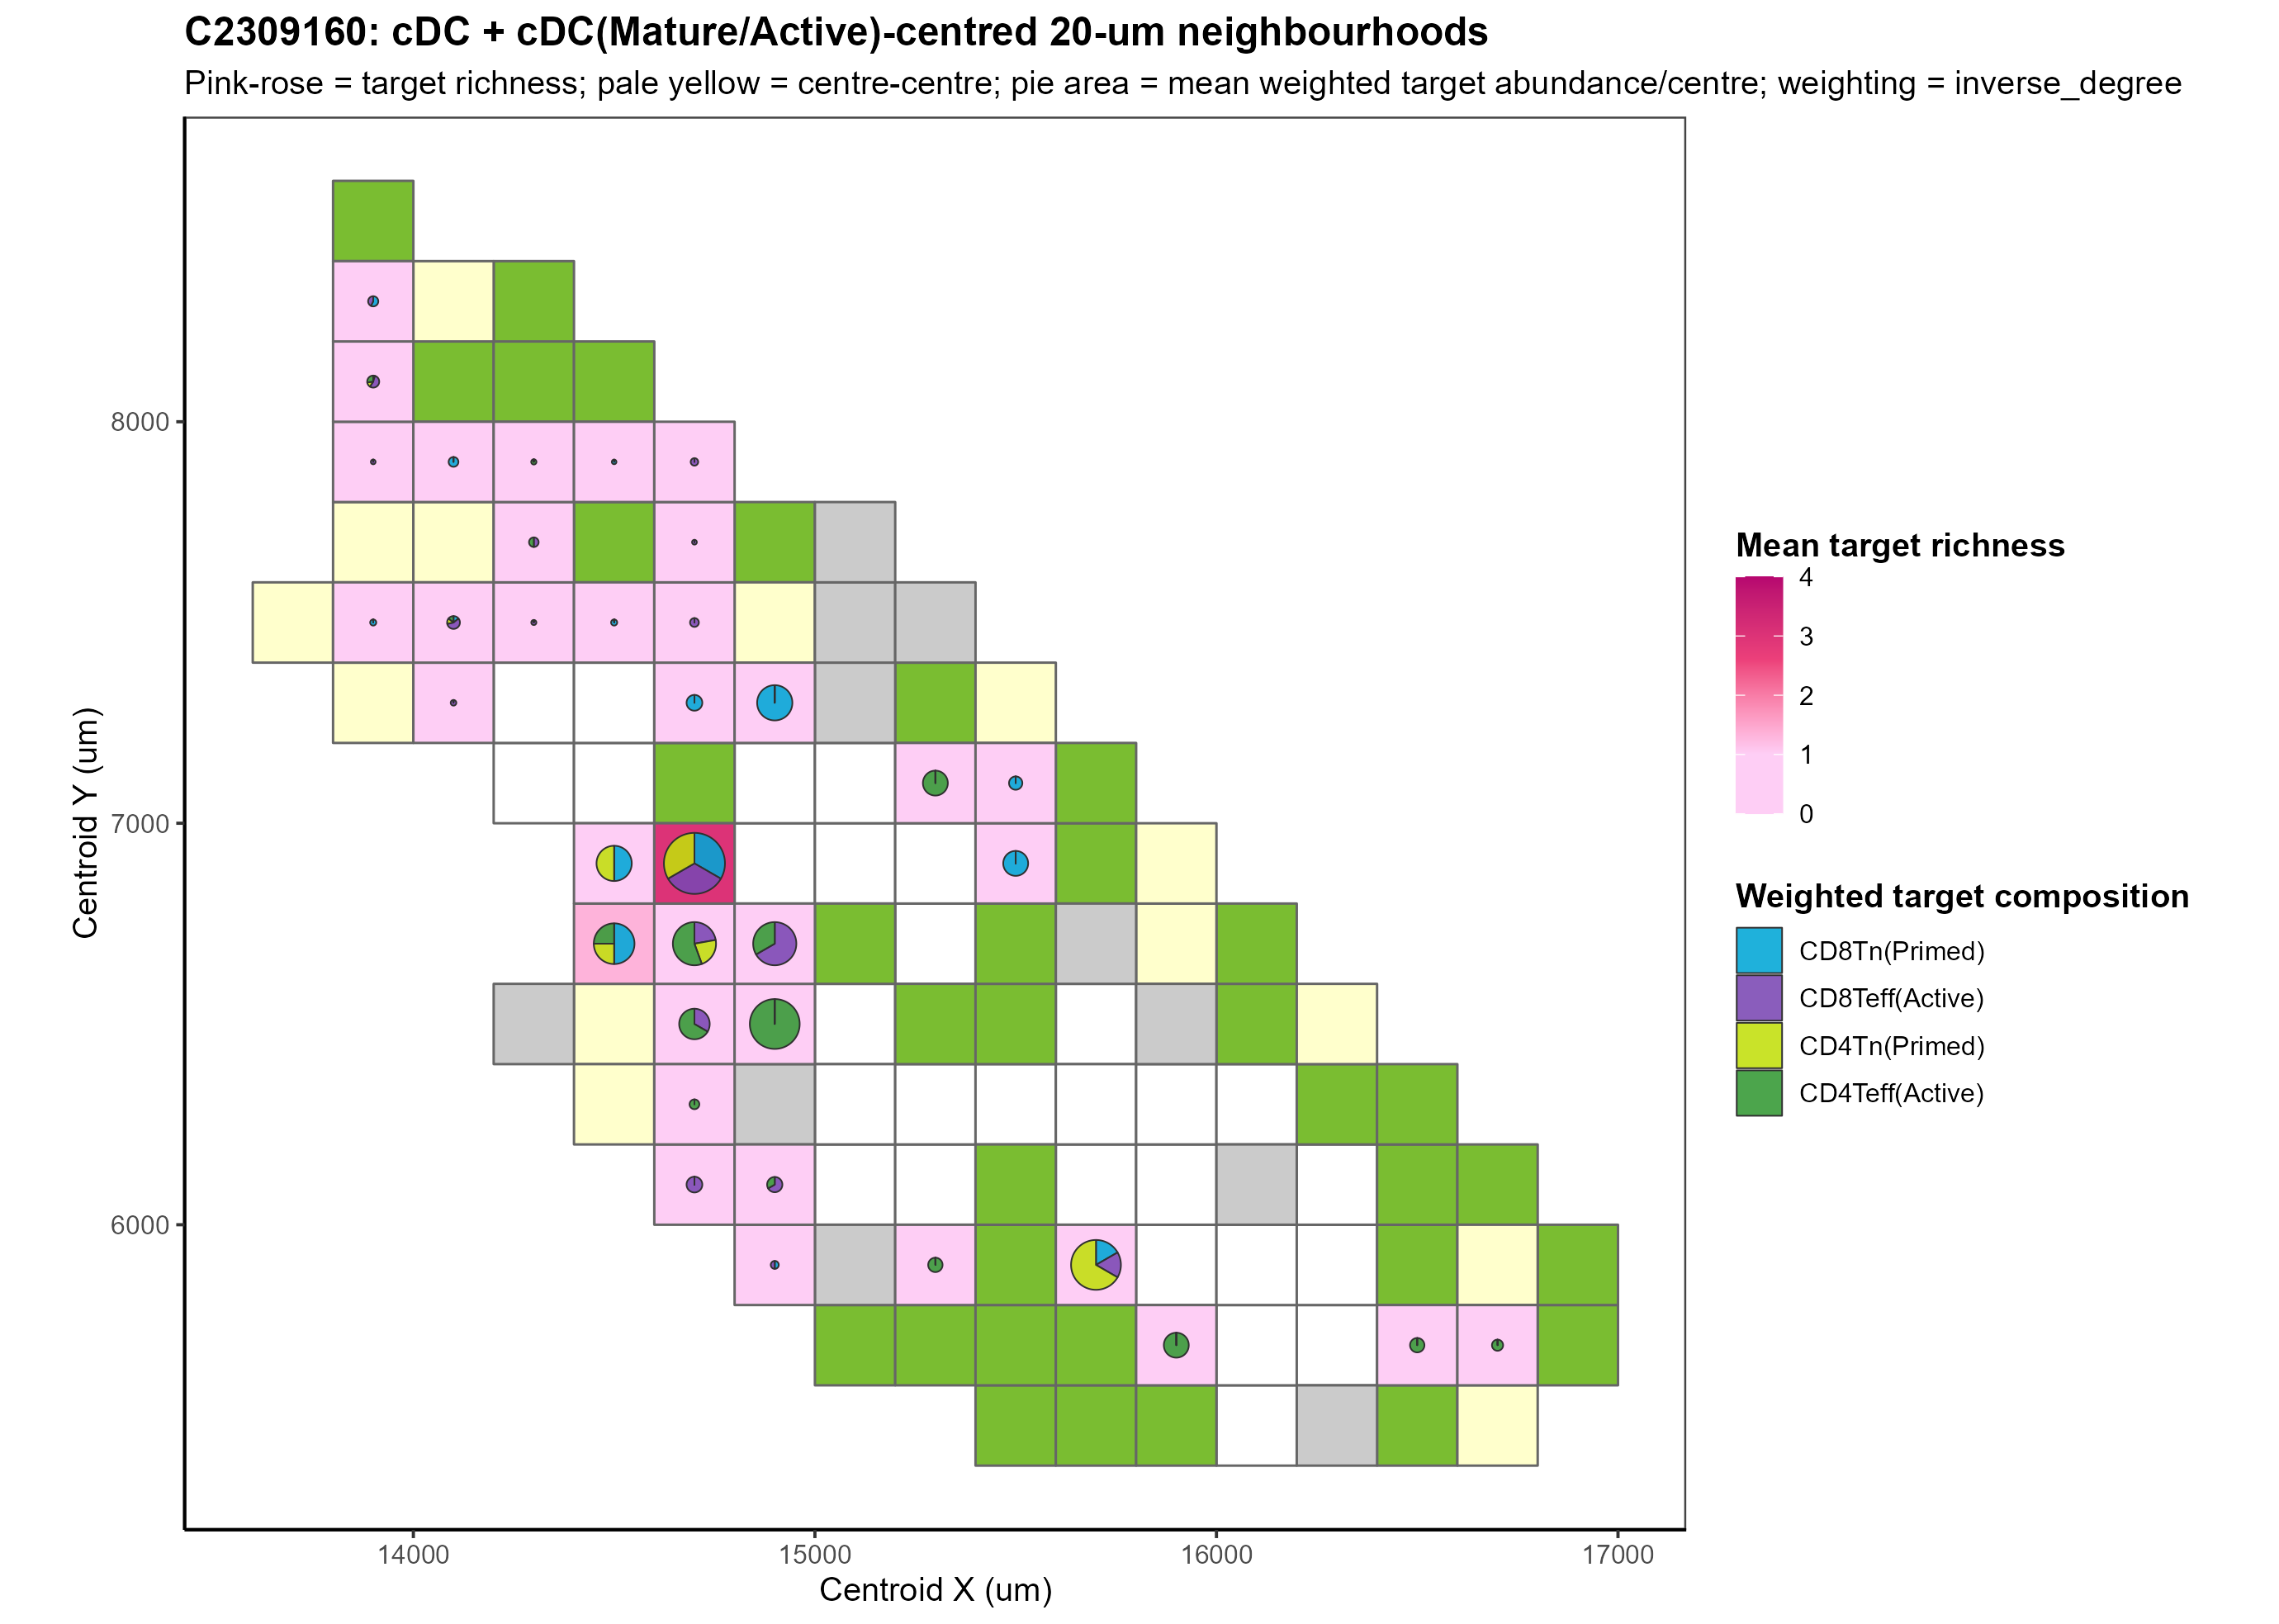 C2309160: cDC + cDC(Mature/Active)-centred 20-um neighbourhoods
Pink-rose = target richness; pale yellow = centre-centre; pie area = mean weighted target abundance/centre; weighting = inverse_degree
Centroid Y (um)
8000
7000
6000
14000
15000
16000
17000
Centroid X (um)
Mean target richness
4
3
2
1
0
Weighted target composition
CD8Tn(Primed)
CD8Teff(Active)
CD4Tn(Primed)
CD4Teff(Active)